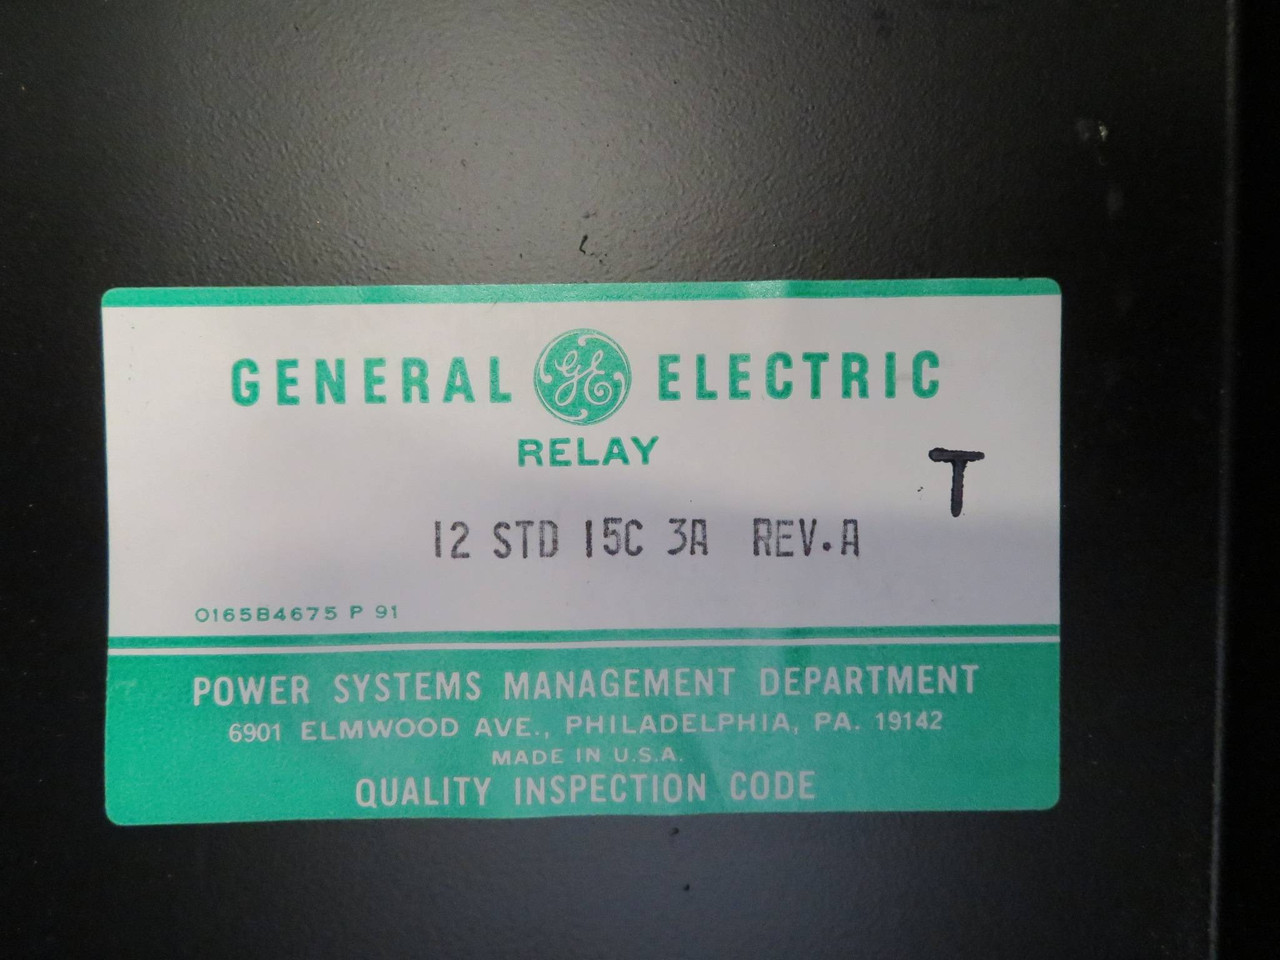 GENERAL GE ELECTRIC
RELAY
T
12 STD 15C 3A REV.A
0165B4675 P 91
POWER SYSTEMS MANAGEMENT DEPARTMENT
6901 ELMWOOD AVE., PHILADELPHIA, PA. 19142
MADE IN U.S.A.
QUALITY INSPECTION CODE